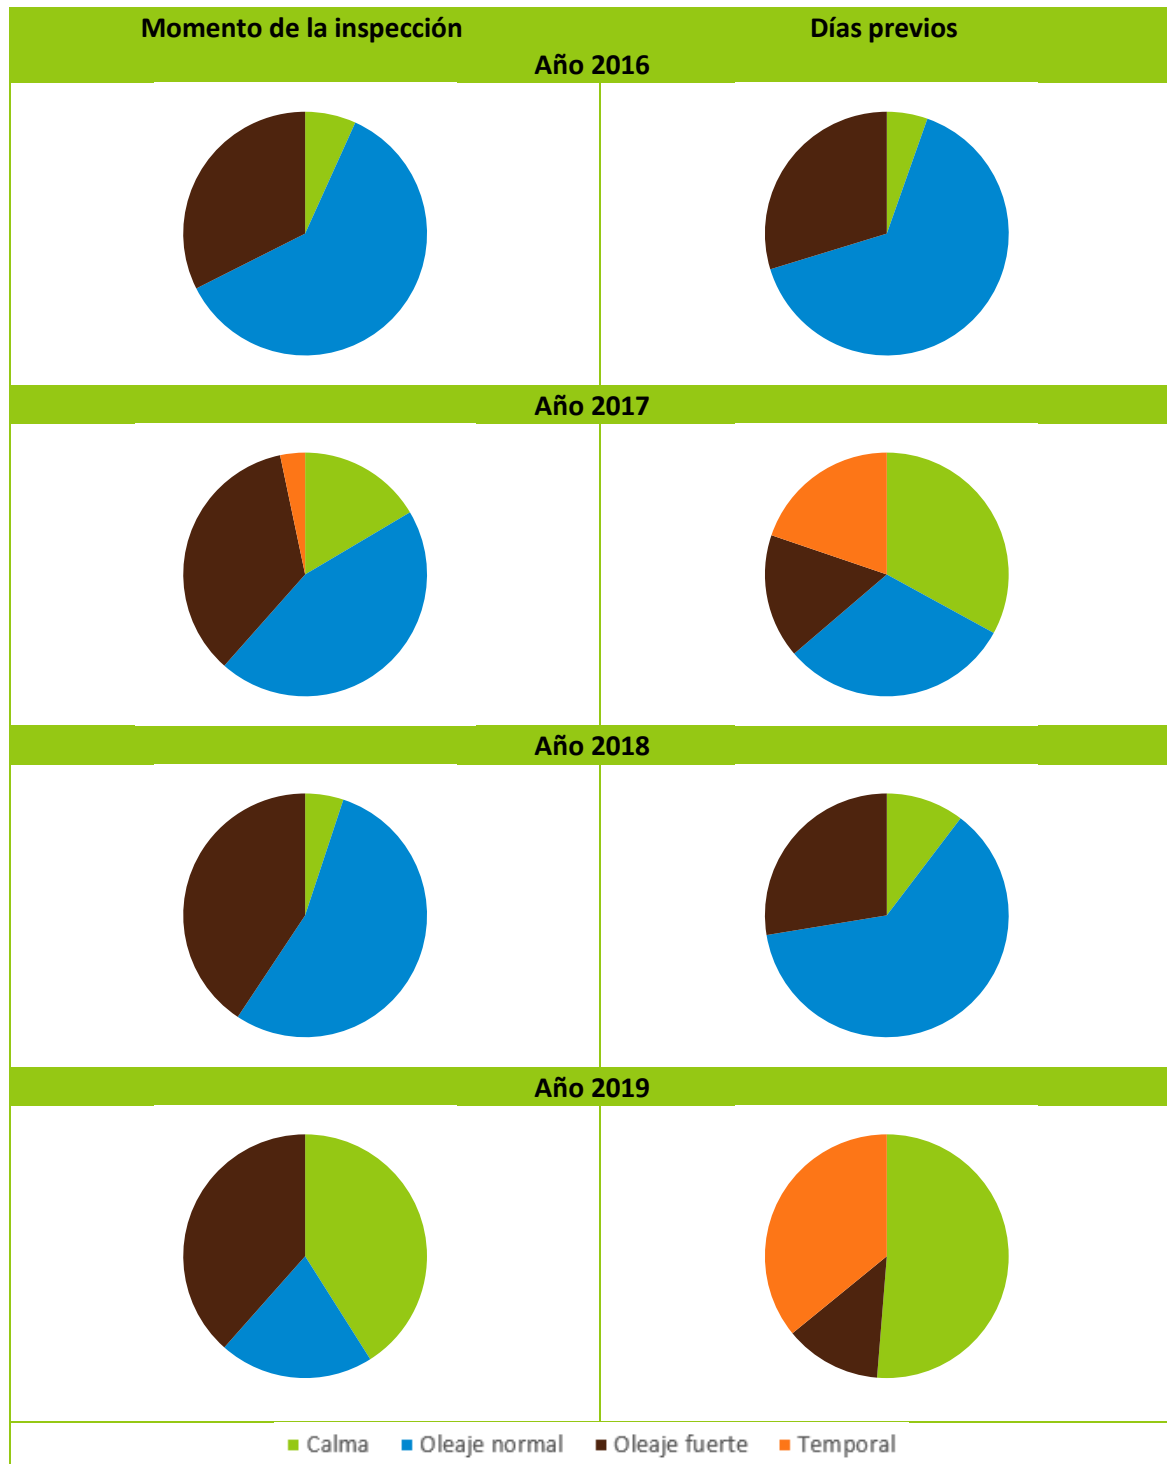 Momento de la inspección Días previos
Año 2016
Año 2017
Año 2018
Año 2019
Calma Oleaje normal Oleaje fuerte Temporal